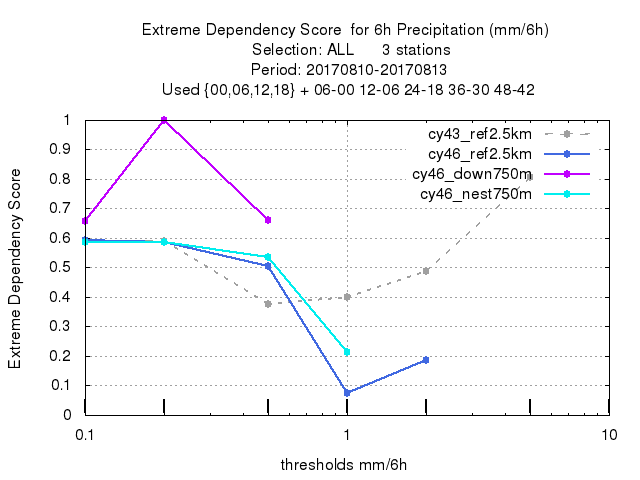 Extreme Dependency Score  for 6h Precipitation (mm/6h)
Selection: ALL      3 stations
Period: 20170810-20170813
Used {00,06,12,18} + 06-00 12-06 24-18 36-30 48-42
Extreme Dependency Score
1
0.9
0.8
0.7
0.6
0.5
0.4
0.3
0.2
0.1
0
cy43_ref2.5km
cy46_ref2.5km
cy46_down750m
cy46_nest750m
0.1
1
10
thresholds mm/6h